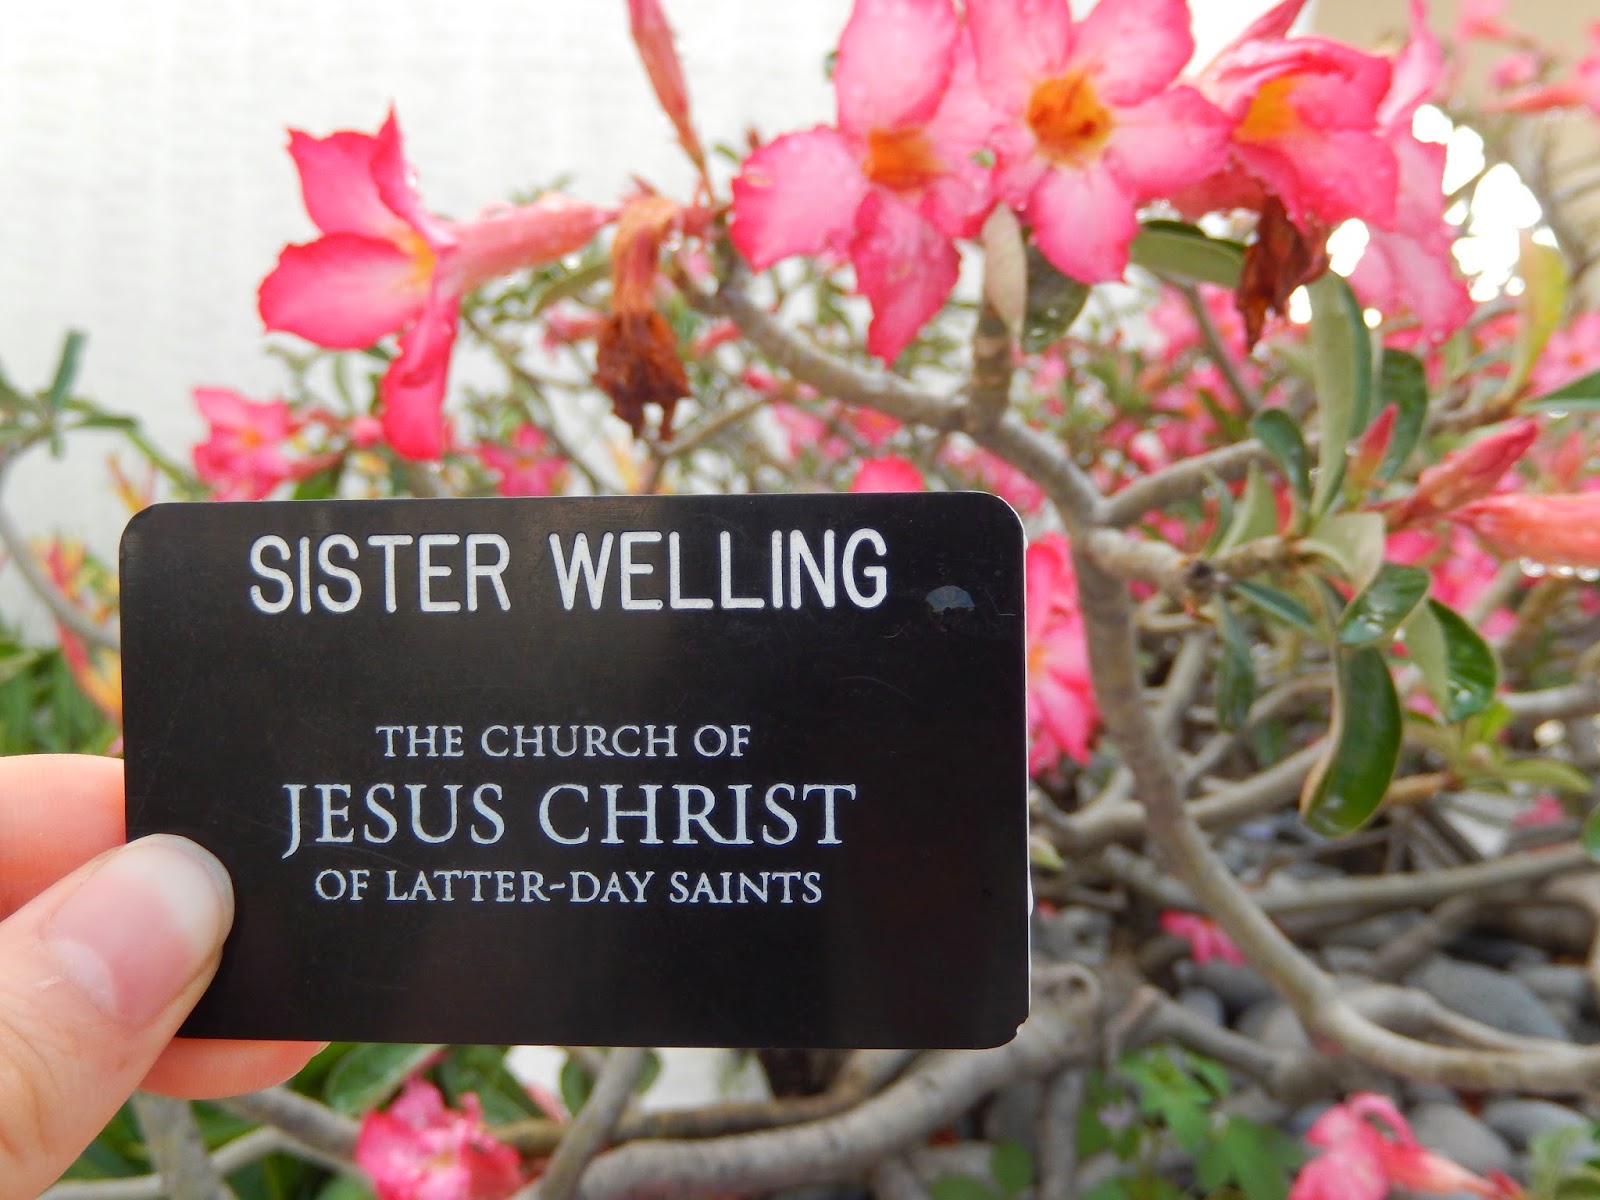 SISTER WELLING
THE CHURCH OF
JESUS CHRIST
OF LATTER-DAY SAINTS